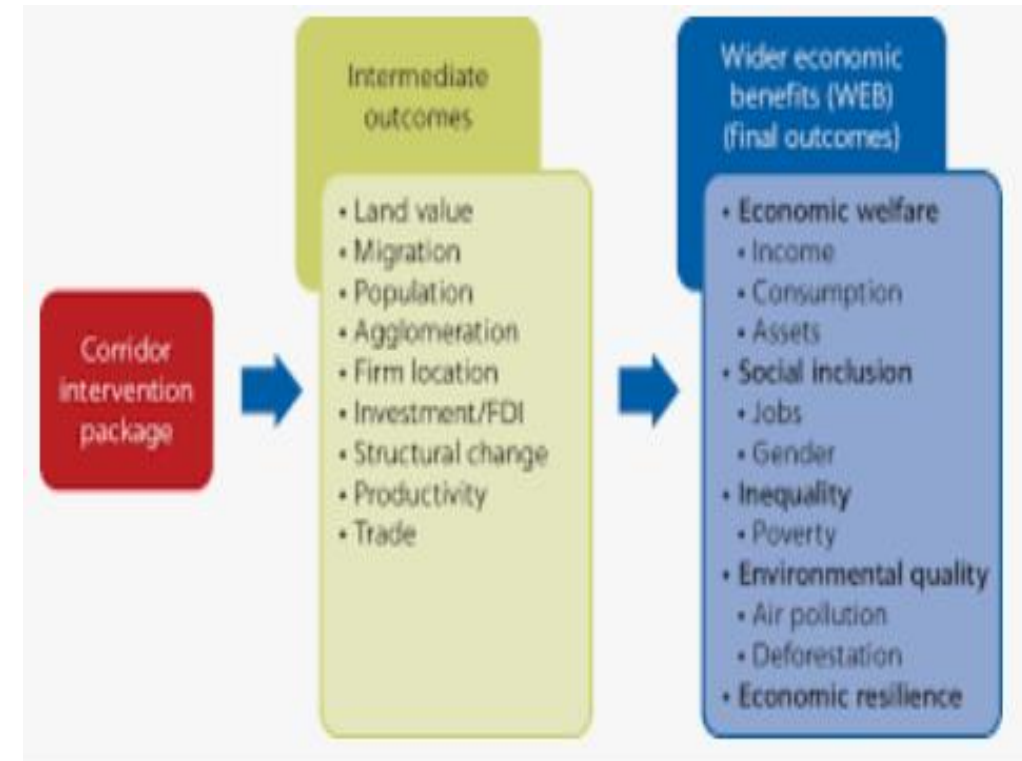 Corridor
intervention
package
Intermediate
outcomes
• Land value
• Migration
• Population
• Agglomeration
• Firm location
• Investment/FDI
• Structural change
• Productivity
• Trade
Wider economic
benefits (WEB)
(final outcomes)
• Economic welfare
• Income
• Consumption
• Assets
• Social inclusion
• Jobs
• Gender
• Inequality
• Poverty
• Environmental quality
• Air pollution
• Deforestation
• Economic resilience